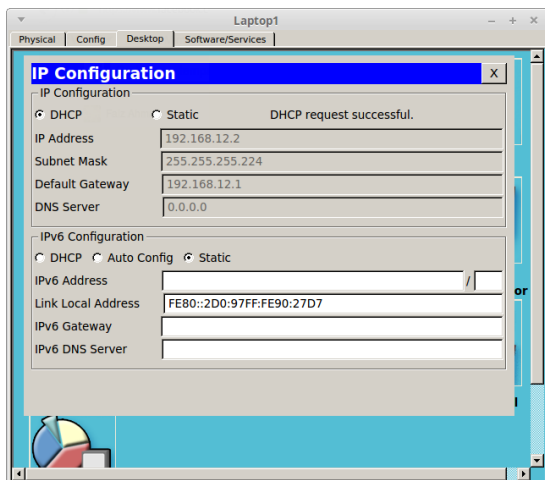 Laptop1
Physical Config Desktop Software/Services
IP Configuration X
IP Configuration
DHCP Static DHCP request successful.
IP Address 192.168.12.2
Subnet Mask 255.255.255.224
Default Gateway 192.168.12.1
DNS Server 0.0.0.0
IPv6 Configuration
DHCP Auto Config Static
IPv6 Address /
Link Local Address FE80::2D0:97FF:FE90:27D7
or
IPv6 Gateway
IPv6 DNS Server